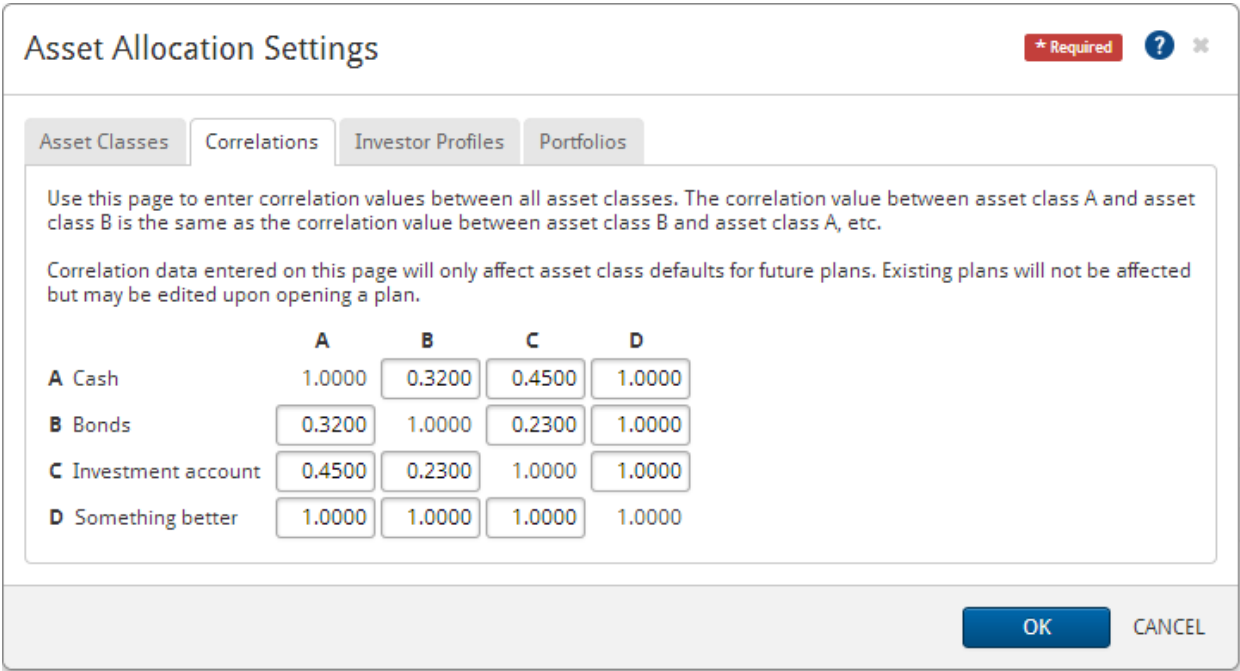 Asset Allocation Settings
* Required
?
Asset Classes
Correlations
Investor Profiles
Portfolios
Use this page to enter correlation values between all asset classes. The correlation value between asset class A and asset
class B is the same as the correlation value between asset class B and asset class A, etc.
Correlation data entered on this page will only affect asset class defaults for future plans. Existing plans will not be affected
but may be edited upon opening a plan.
A B C D
A Cash 1.0000 0.3200 0.4500 1.0000
B Bonds 0.3200 1.0000 0.2300 1.0000
C Investment account 0.4500 0.2300 1.0000 1.0000
D Something better 1.0000 1.0000 1.0000 1.0000
OK
CANCEL